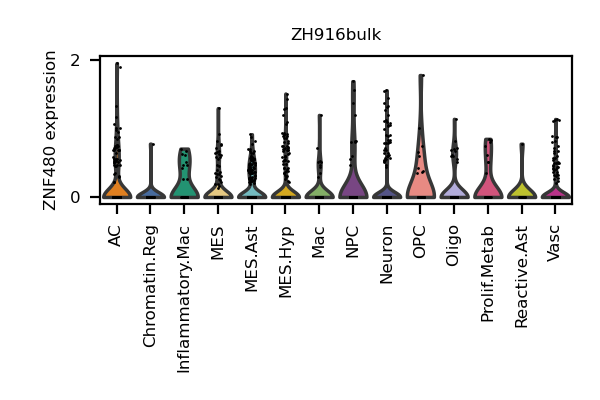 ZH916bulk
ZNF480 expression
2
0
AC
Chromatin.Reg
Inflammatory.Mac
MES
MES.Ast
MES.Hyp
Mac
NPC
Neuron
OPC
Oligo
Prolif.Metab
Reactive.Ast
Vasc